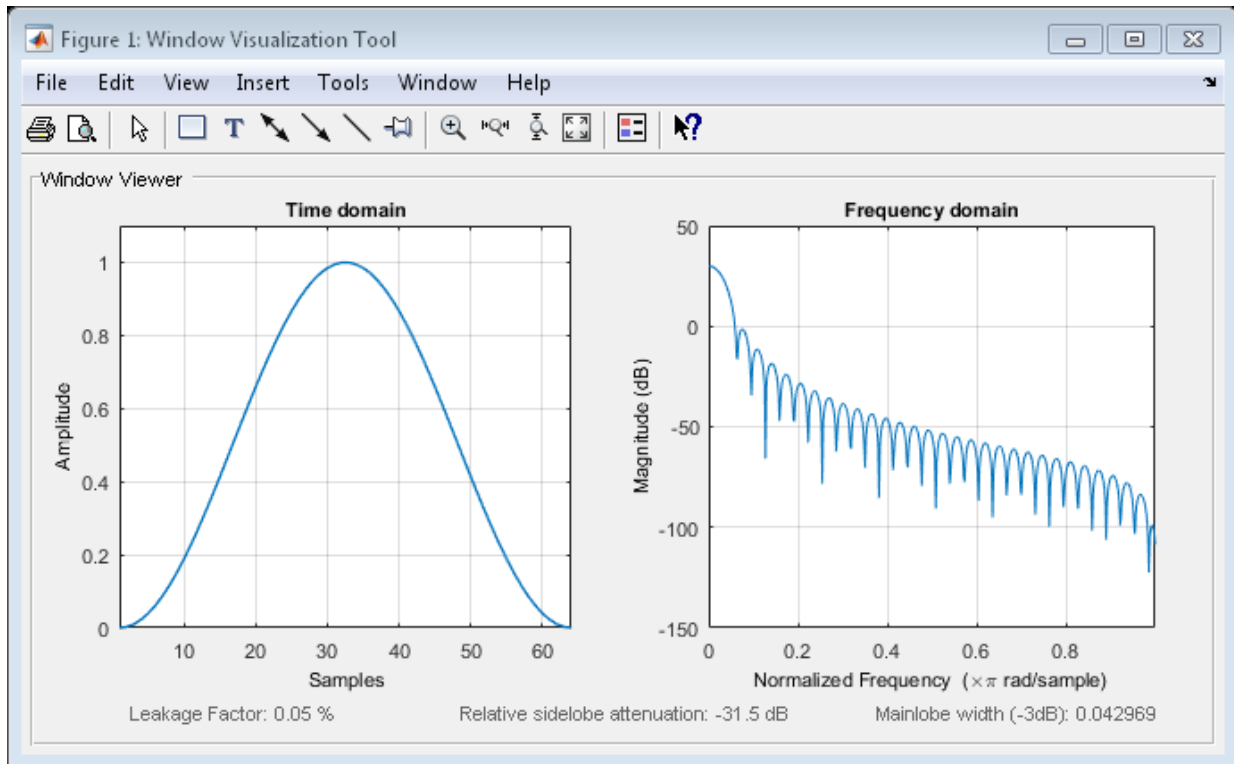 Figure 1: Window Visualization Tool
File Edit View Insert Tools Window Help
T ?
Window Viewer
Time domain
Amplitude
1
0.8
0.6
0.4
0.2
0
10 20 30 40 50 60
Samples
Frequency domain
Magnitude (dB)
50
0
-50
-100
-150
0 0.2 0.4 0.6 0.8
Normalized Frequency (×π rad/sample)
Leakage Factor: 0.05 % Relative sidelobe attenuation: -31.5 dB Mainlobe width (-3dB): 0.042969